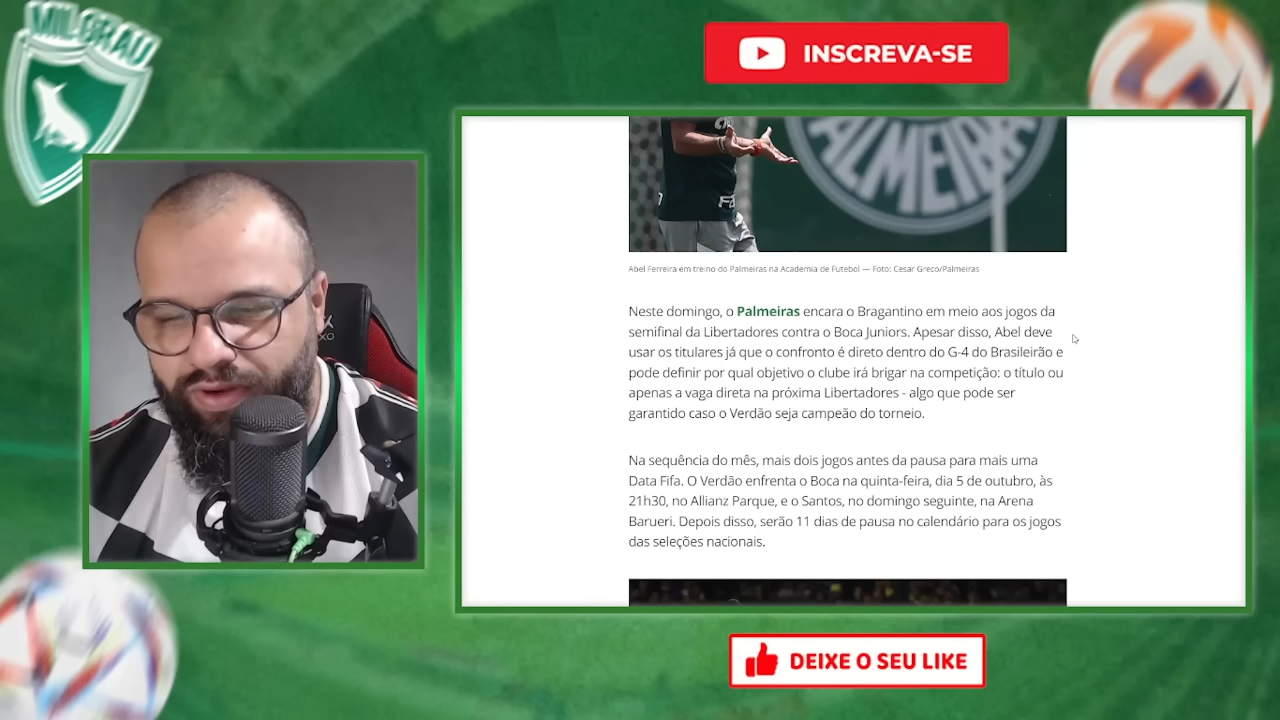 MILGRAU
INSCREVA-SE
PALMEIRA
Abel Ferreira em treino do Palmeiras na Academia de Futebol — Foto: Cesar Greco/Palmeiras
Neste domingo, o Palmeiras encara o Bragantino em meio aos jogos da
semifinal da Libertadores contra o Boca Juniors. Apesar disso, Abel deve
usar os titulares já que o confronto é direto dentro do G-4 do Brasileirão e
pode definir por qual objetivo o clube irá brigar na competição: o título ou
apenas a vaga direta na próxima Libertadores - algo que pode ser
garantido caso o Verdão seja campeão do torneio.
Na sequência do mês, mais dois jogos antes da pausa para mais uma
Data Fifa. O Verdão enfrenta o Boca na quinta-feira, dia 5 de outubro, às
21h30, no Allianz Parque, e o Santos, no domingo seguinte, na Arena
Barueri. Depois disso, serão 11 dias de pausa no calendário para os jogos
das seleções nacionais.
DEIXE O SEU LIKE